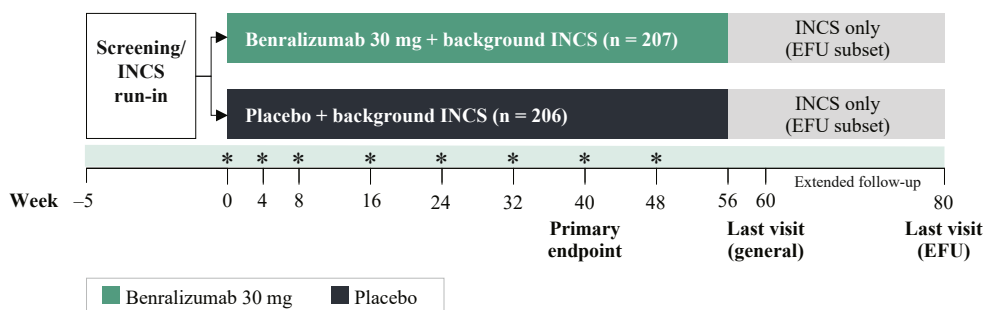 Screening/
INCS
run-in
Benralizumab 30 mg + background INCS (n = 207)
INCS only
(EFU subset)
Placebo + background INCS (n = 206)
INCS only
(EFU subset)
* * * * * * * *
Extended follow-up
Week –5 0 4 8 16 24 32 40 48 56 60 80
Primary
endpoint
Last visit
(general)
Last visit
(EFU)
Benralizumab 30 mg Placebo